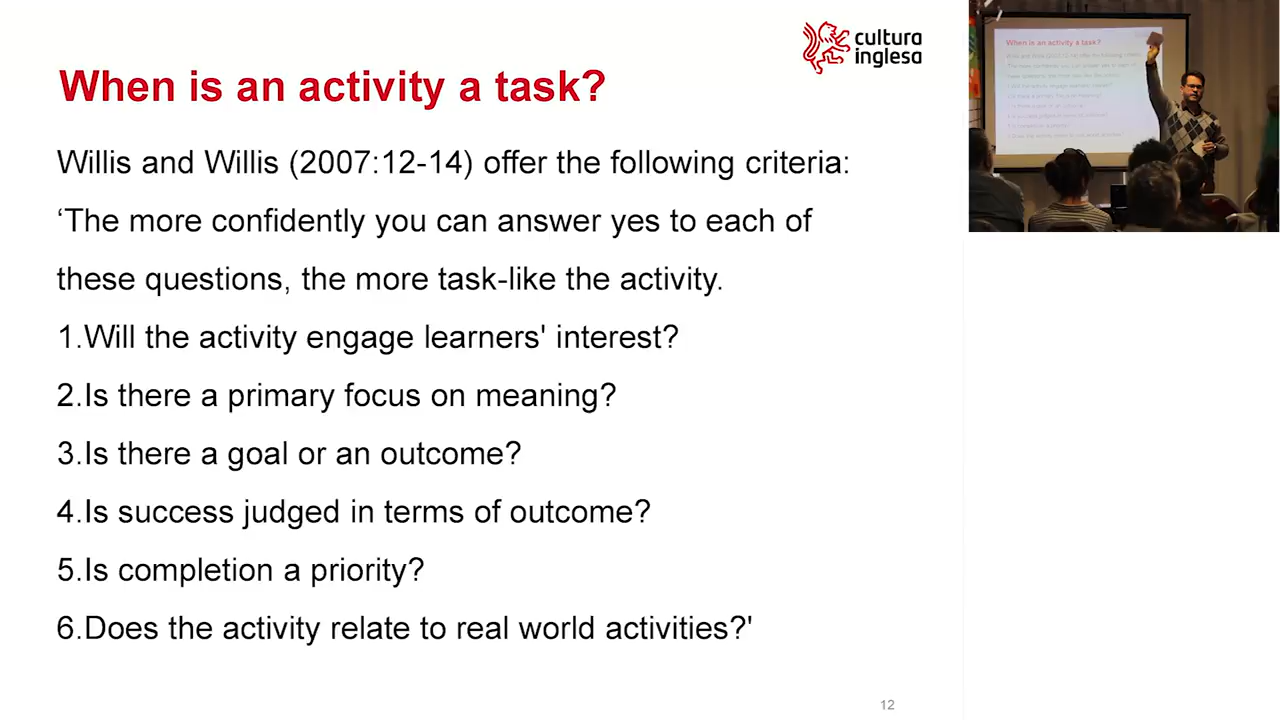 cultura
inglesa
When is an activity a task?
Willis and Willis (2007:12-14) offer the following criteria:
‘The more confidently you can answer yes to each of
these questions, the more task-like the activity.
1.Will the activity engage learners' interest?
2.Is there a primary focus on meaning?
3.Is there a goal or an outcome?
4.Is success judged in terms of outcome?
5.Is completion a priority?
6.Does the activity relate to real world activities?'
12
When is an activity a task?